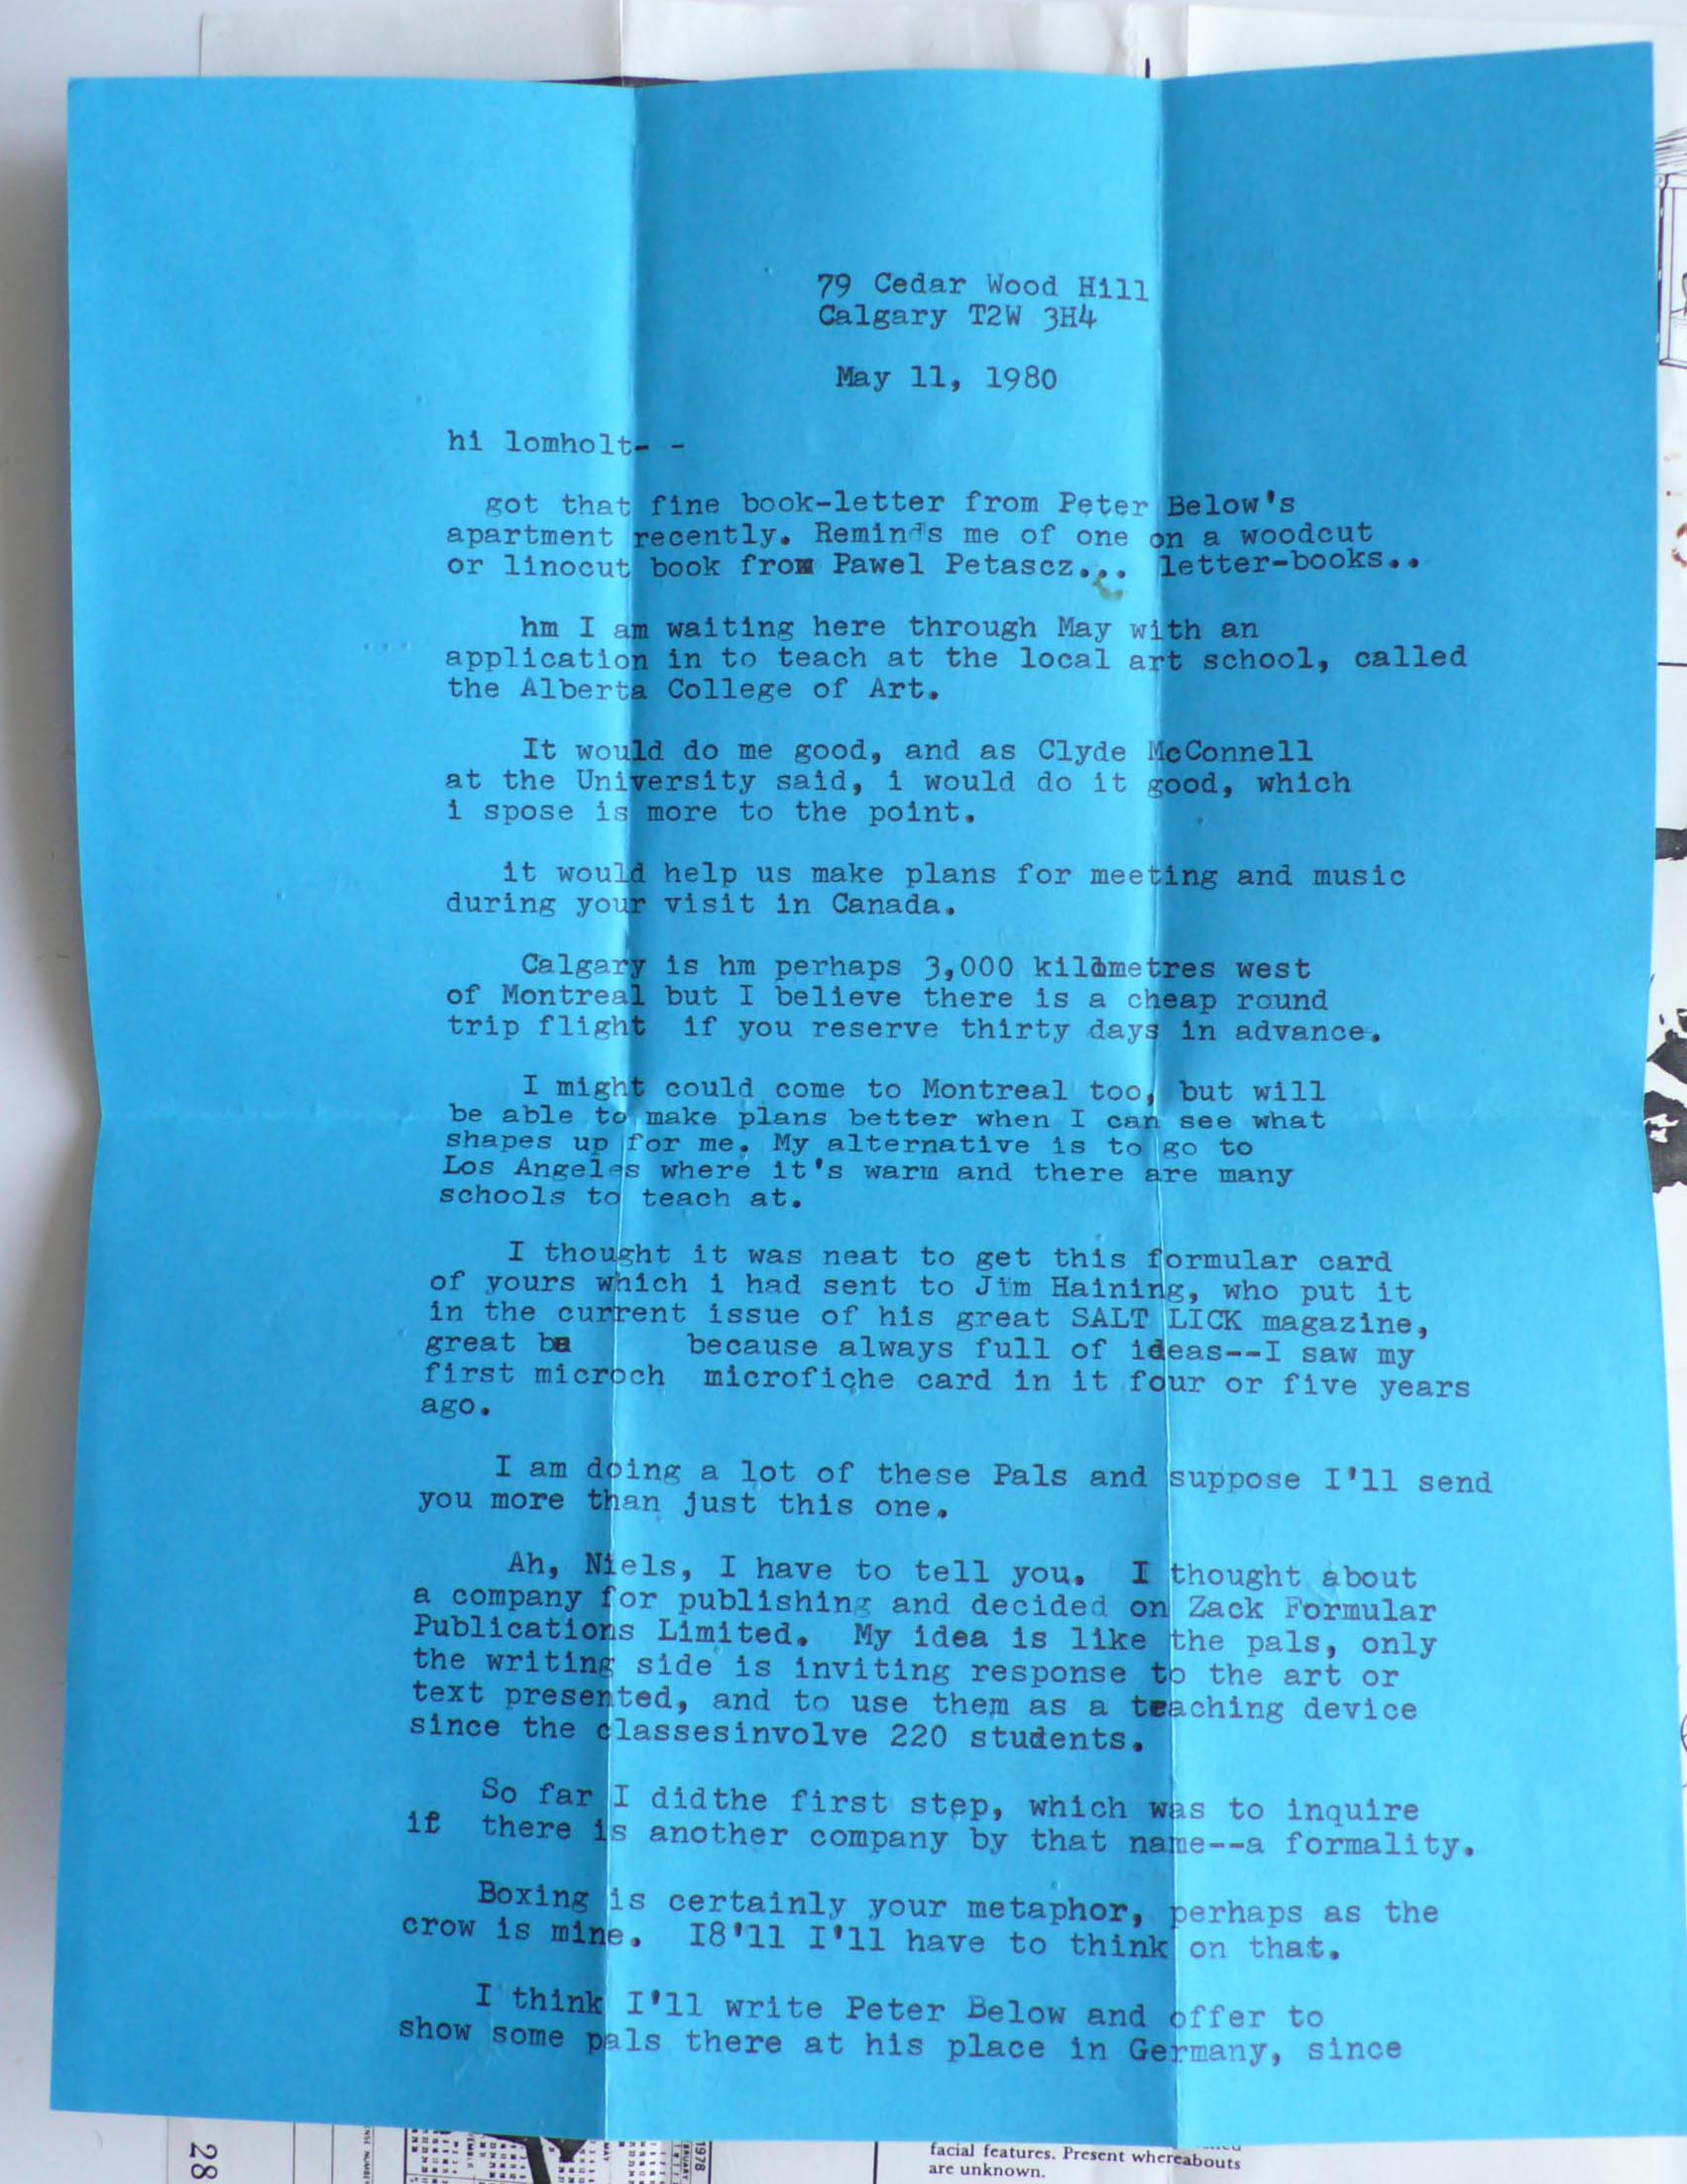 79 Cedar Wood Hill
Calgary T2W 3H4
May 11, 1980
hi lomholt- -
got that fine book-letter from Peter Below's
apartment recently. Reminds me of one on a woodcut
or linocut book from Pawel Petascz... letter-books..
hm I am waiting here through May with an
application in to teach at the local art school, called
the Alberta College of Art.
It would do me good, and as Clyde McConnell
at the University said, i would do it good, which
i spose is more to the point.
it would help us make plans for meeting and music
during your visit in Canada.
Calgary is hm perhaps 3,000 kilometres west
of Montreal but I believe there is a cheap round
trip flight if you reserve thirty days in advance.
I might could come to Montreal too, but will
be able to make plans better when I can see what
shapes up for me. My alternative is to go to
Los Angeles where it's warm and there are many
schools to teach at.
I thought it was neat to get this formular card
of yours which i had sent to Jim Haining, who put it
in the current issue of his great SALT LICK magazine,
great be because always full of ideas--I saw my
first microch microfiche card in it four or five years
ago.
I am doing a lot of these Pals and suppose I'll send
you more than just this one.
Ah, Niels, I have to tell you. I thought about
a company for publishing and decided on Zack Formular
Publications Limited. My idea is like the pals, only
the writing side is inviting response to the art or
text presented, and to use them as a teaching device
since the classesinvolve 220 students.
So far I didthe first step, which was to inquire
if there is another company by that name--a formality.
Boxing is certainly your metaphor, perhaps as the
crow is mine. I8'll I'll have to think on that.
I think I'll write Peter Below and offer to
show some pals there at his place in Germany, since
28
1978
facial features. Present whereabouts
are unknown.